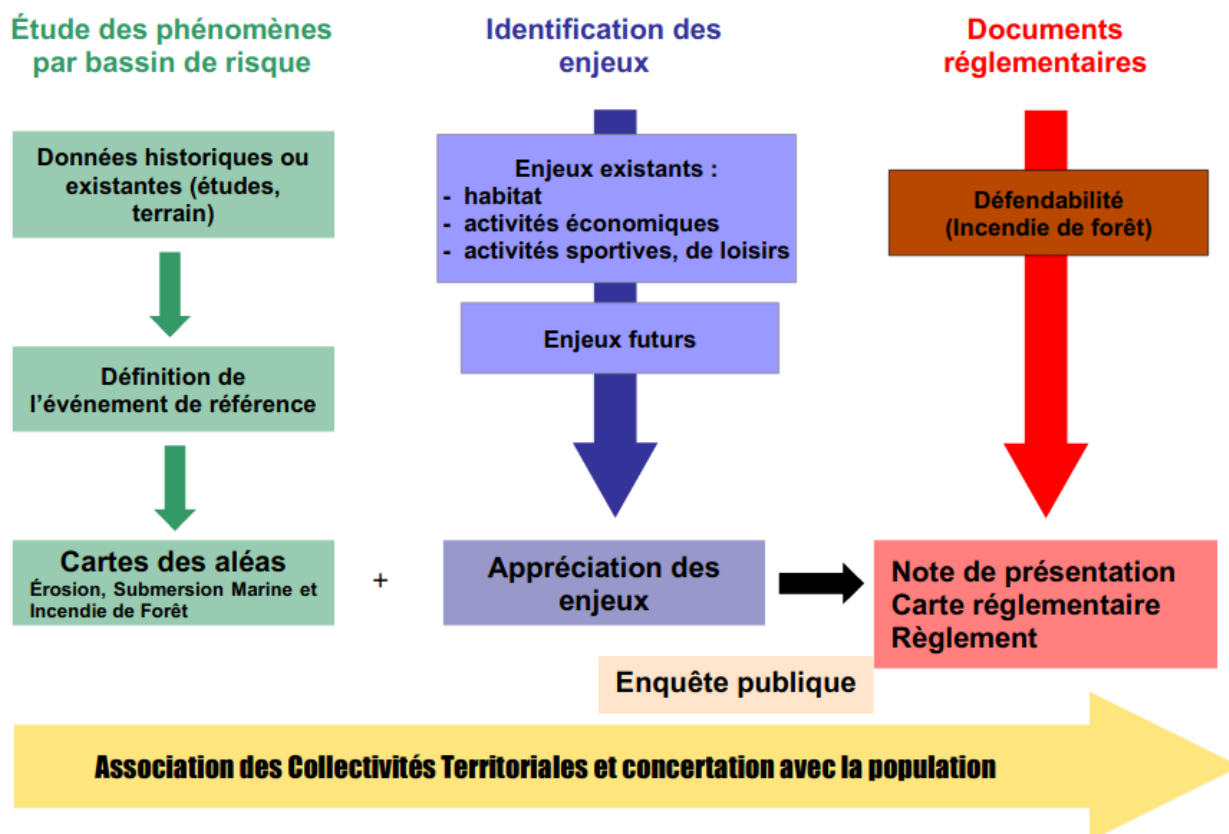 Étude des phénomènes
par bassin de risque
Données historiques ou
existantes (études,
terrain)
Définition de
l'événement de référence
Cartes des aléas
Érosion, Submersion Marine et
Incendie de Forêt
+
Identification des
enjeux
Enjeux existants :
- habitat
- activités économiques
- activités sportives, de loisirs
Enjeux futurs
Appréciation des
enjeux
Documents
réglementaires
Défendabilité
(Incendie de forêt)
Note de présentation
Carte réglementaire
Règlement
Enquête publique
Association des Collectivités Territoriales et concertation avec la population